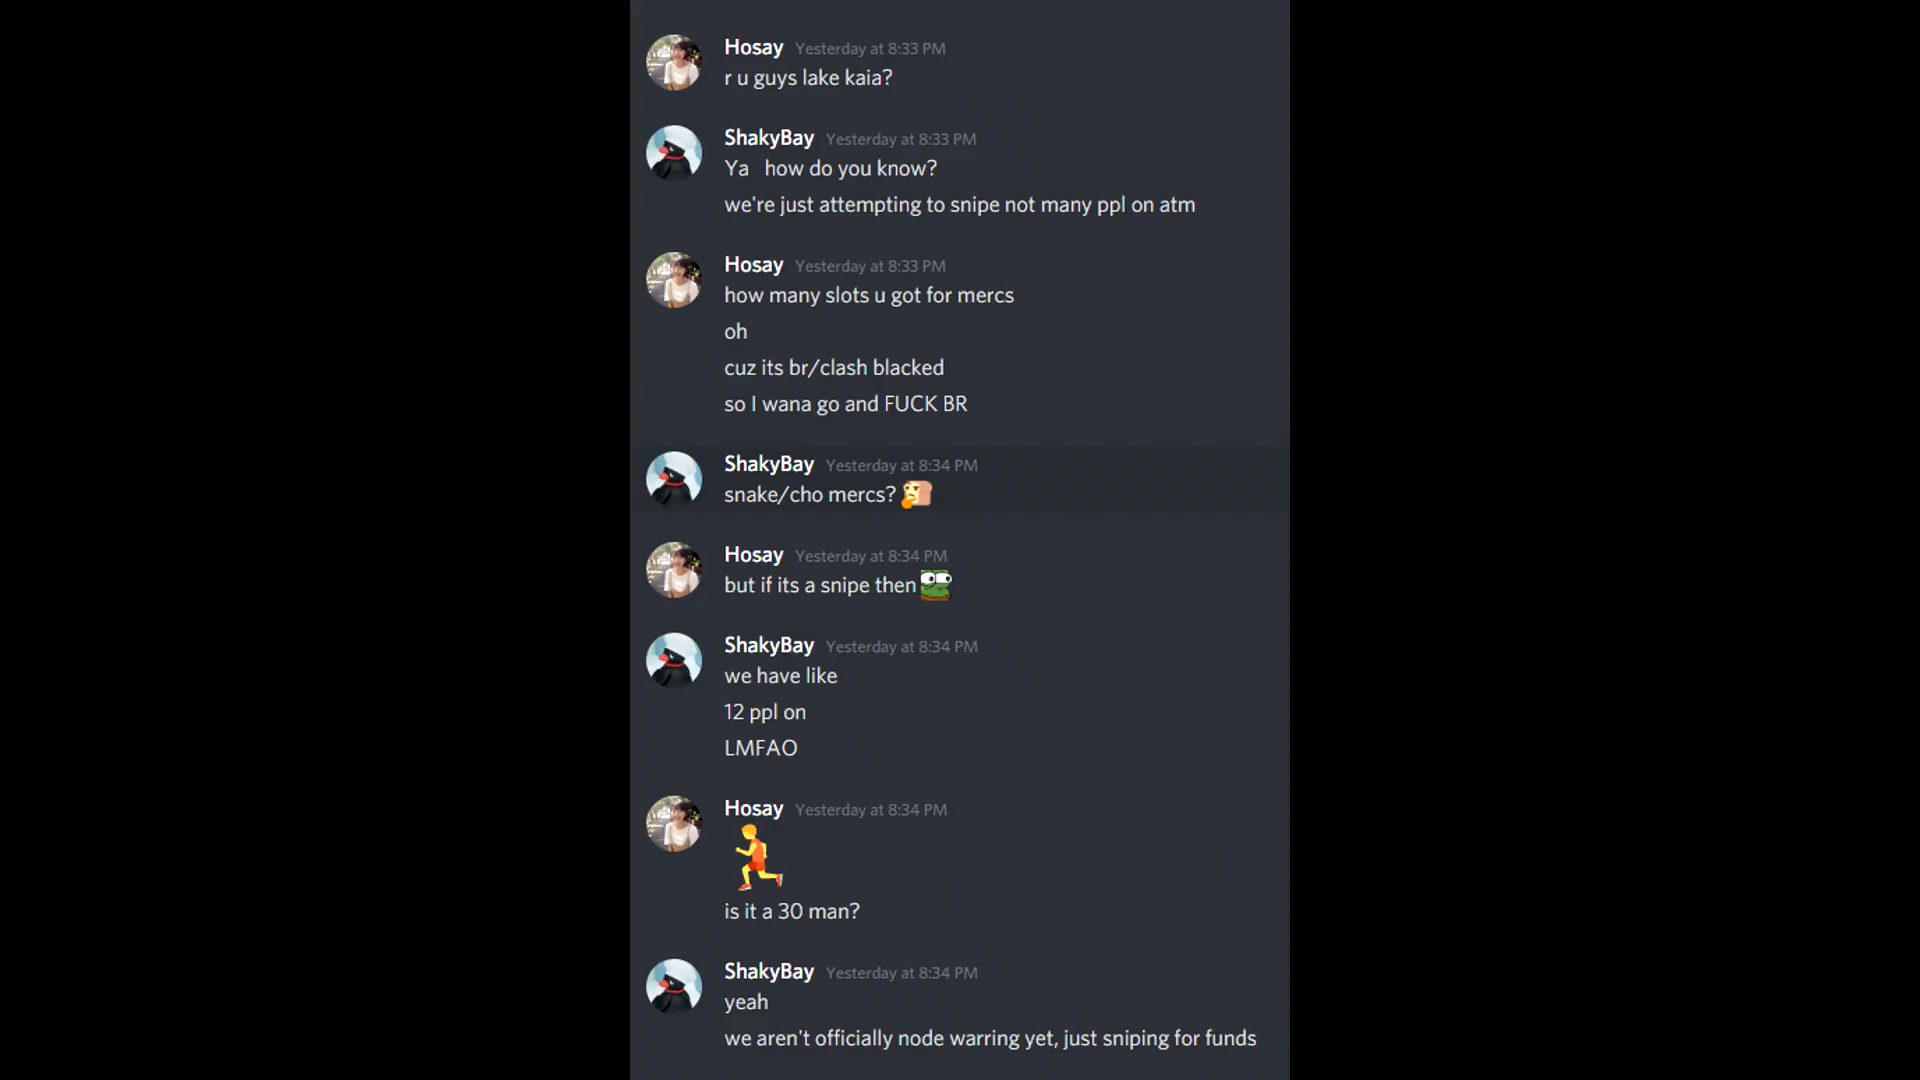 Hosay Yesterday at 8:33 PM
r u guys lake kaia?
ShakyBay Yesterday at 8:33 PM
Ya how do you know?
we're just attempting to snipe not many ppl on atm
Hosay Yesterday at 8:33 PM
how many slots u got for mercs
oh
cuz its br/clash blacked
so I wana go and FUCK BR
ShakyBay Yesterday at 8:34 PM
snake/cho mercs?
Hosay Yesterday at 8:34 PM
but if its a snipe then
ShakyBay Yesterday at 8:34 PM
we have like
12 ppl on
LMFAO
Hosay Yesterday at 8:34 PM
is it a 30 man?
ShakyBay Yesterday at 8:34 PM
yeah
we aren't officially node warring yet, just sniping for funds